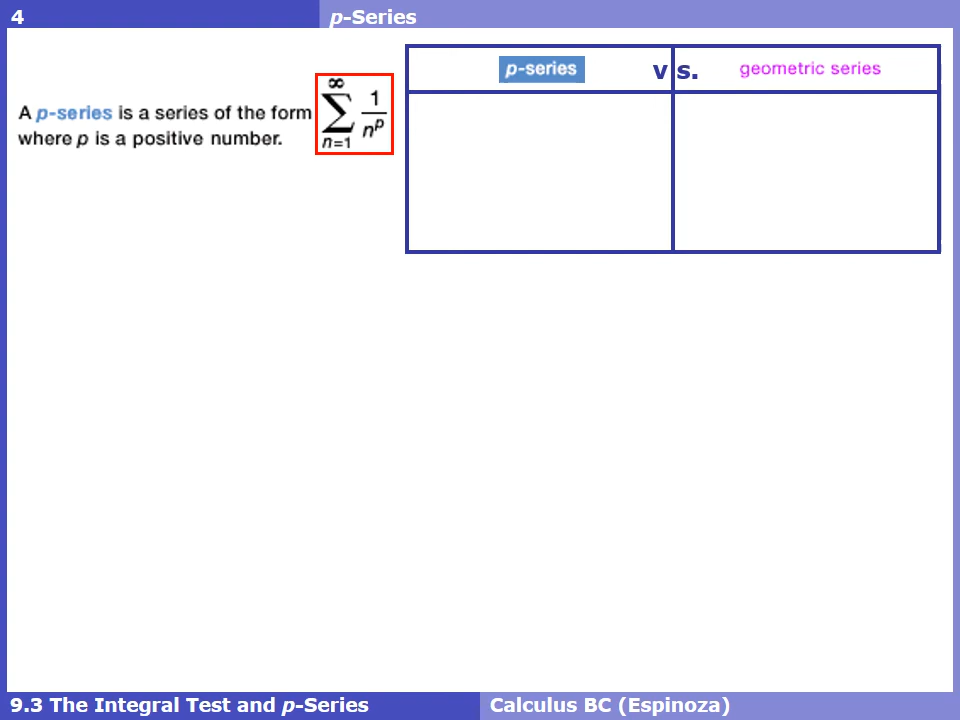 4
p-Series
p-series vs. geometric series
A p-series is a series of the form ∞∑n=1 1/n^p
where p is a positive number.
9.3 The Integral Test and p-Series
Calculus BC (Espinoza)